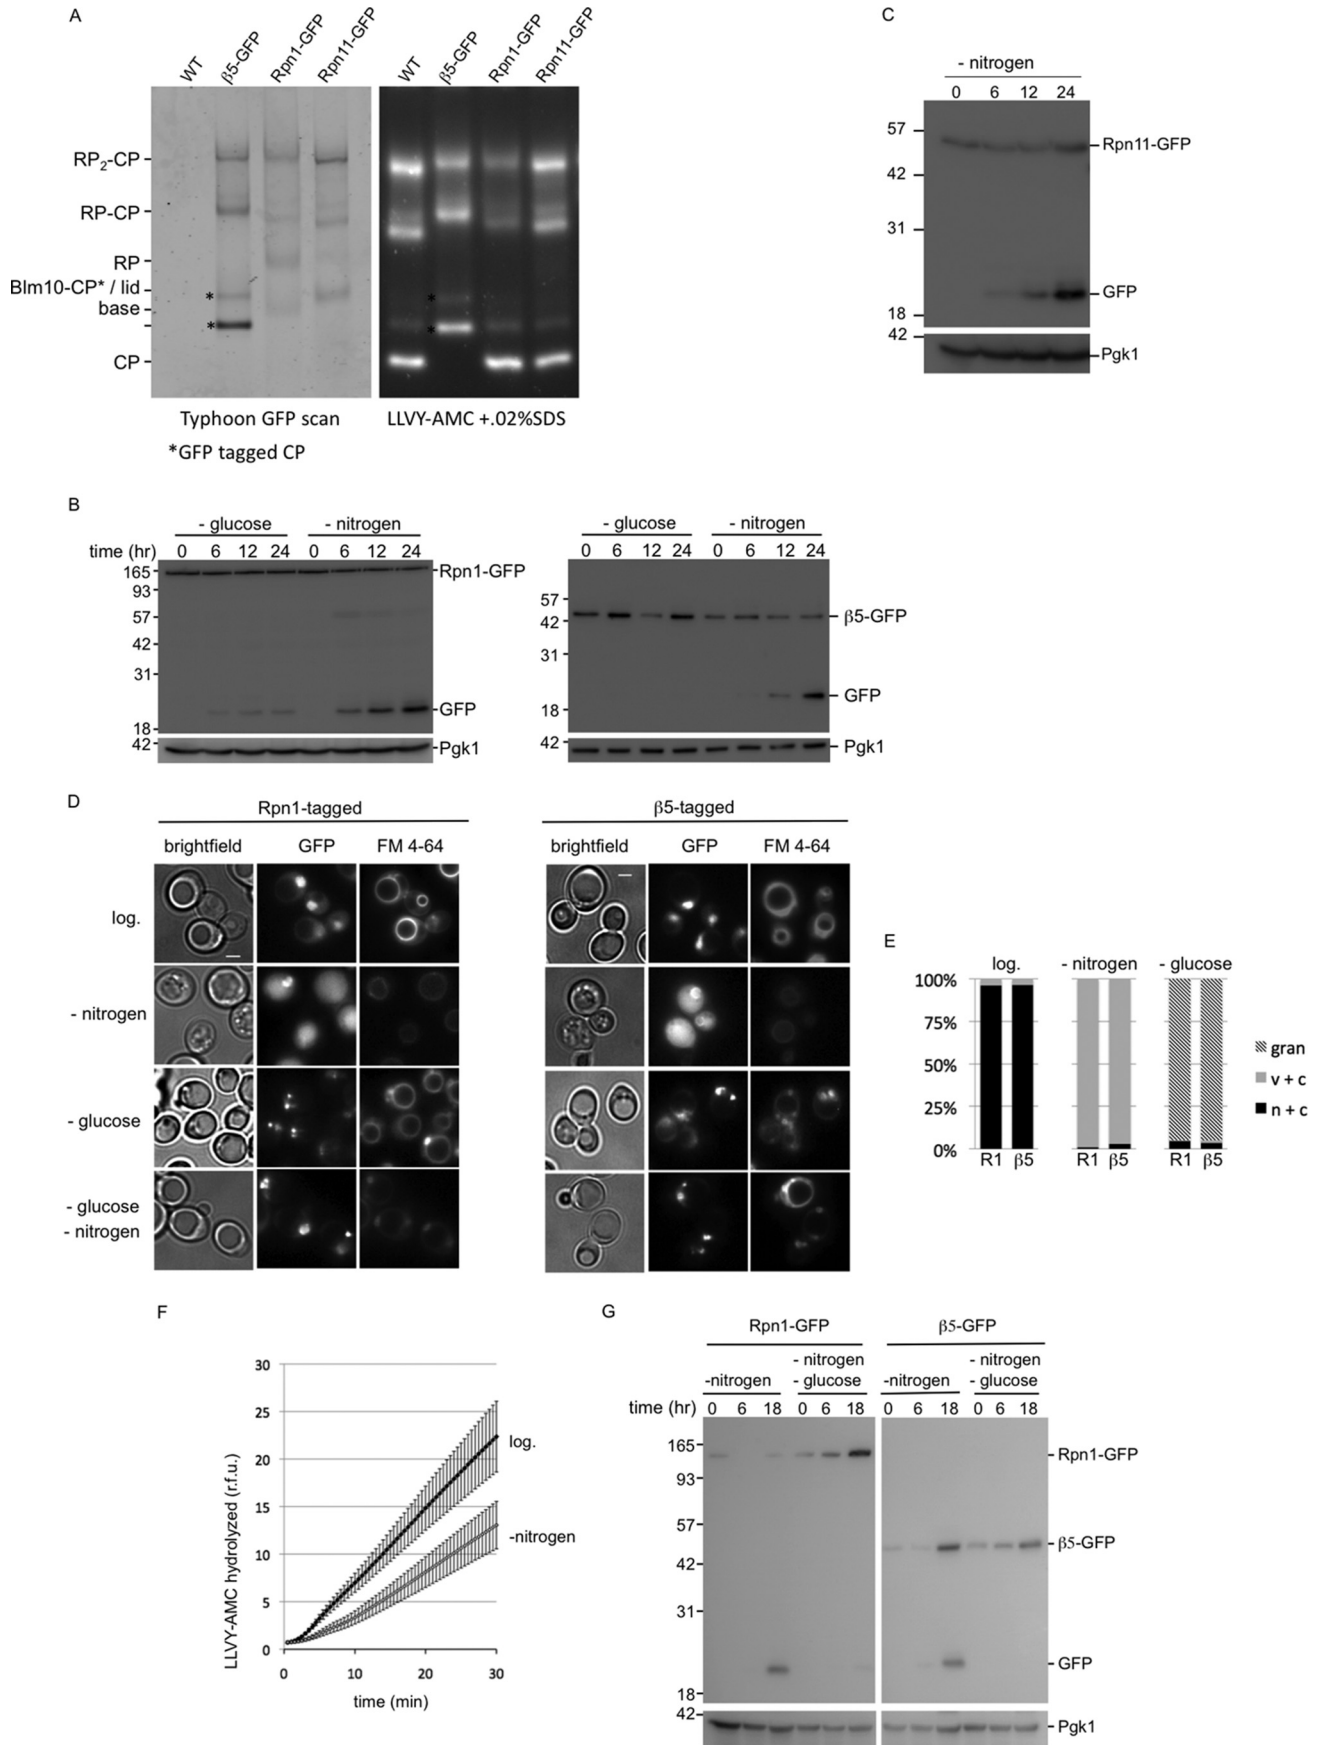 A
WT β5-GFP Rpn1-GFP Rpn11-GFP
WT β5-GFP Rpn1-GFP Rpn11-GFP
RP2-CP
RP-CP
RP
Blm10-CP* / lid
base
CP
*
*
*
*
Typhoon GFP scan
LLVY-AMC +.02%SDS
*GFP tagged CP
C
- nitrogen
0 6 12 24
57
42
31
18
42
Rpn11-GFP
GFP
Pgk1
B
- glucose - nitrogen
time (hr) 0 6 12 24 0 6 12 24
165
93
57
42
31
18
42
Rpn1-GFP
GFP
Pgk1
- glucose - nitrogen
0 6 12 24 0 6 12 24
57
42
31
18
42
β5-GFP
GFP
Pgk1
D
Rpn1-tagged
brightfield GFP FM 4-64
β5-tagged
brightfield GFP FM 4-64
log.
- nitrogen
- glucose
- glucose
- nitrogen
E
log. - nitrogen - glucose
100%
75%
50%
25%
0%
R1 β5 R1 β5 R1 β5
gran
v + c
n + c
F
LLVY-AMC hydrolyzed (r.f.u.)
30
25
20
15
10
5
0
0 10 20 30
time (min)
log.
-nitrogen
G
Rpn1-GFP β5-GFP
-nitrogen
- nitrogen
- glucose
-nitrogen
- nitrogen
- glucose
time (hr) 0 6 18 0 6 18 0 6 18 0 6 18
165
93
57
42
31
18
42
Rpn1-GFP
β5-GFP
GFP
Pgk1